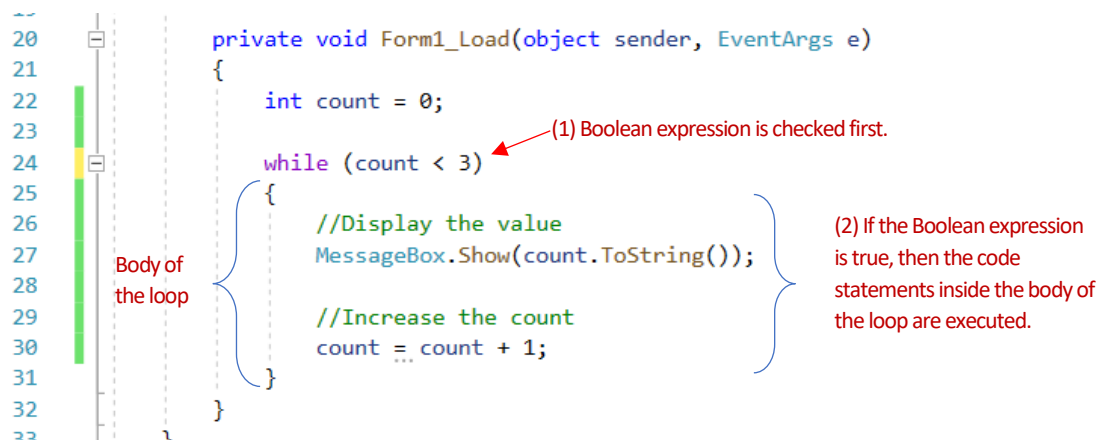 20 private void Form1_Load(object sender, EventArgs e)
21 {
22 int count = 0;
23 (1) Boolean expression is checked first.
24 while (count < 3)
25 {
26 //Display the value
(2) If the Boolean expression
27 MessageBox.Show(count.ToString());
is true, then the code
Body of
28
statements inside the body of
the loop
29 //Increase the count
the loop are executed.
30 count = count + 1;
31 }
32 }
33 }